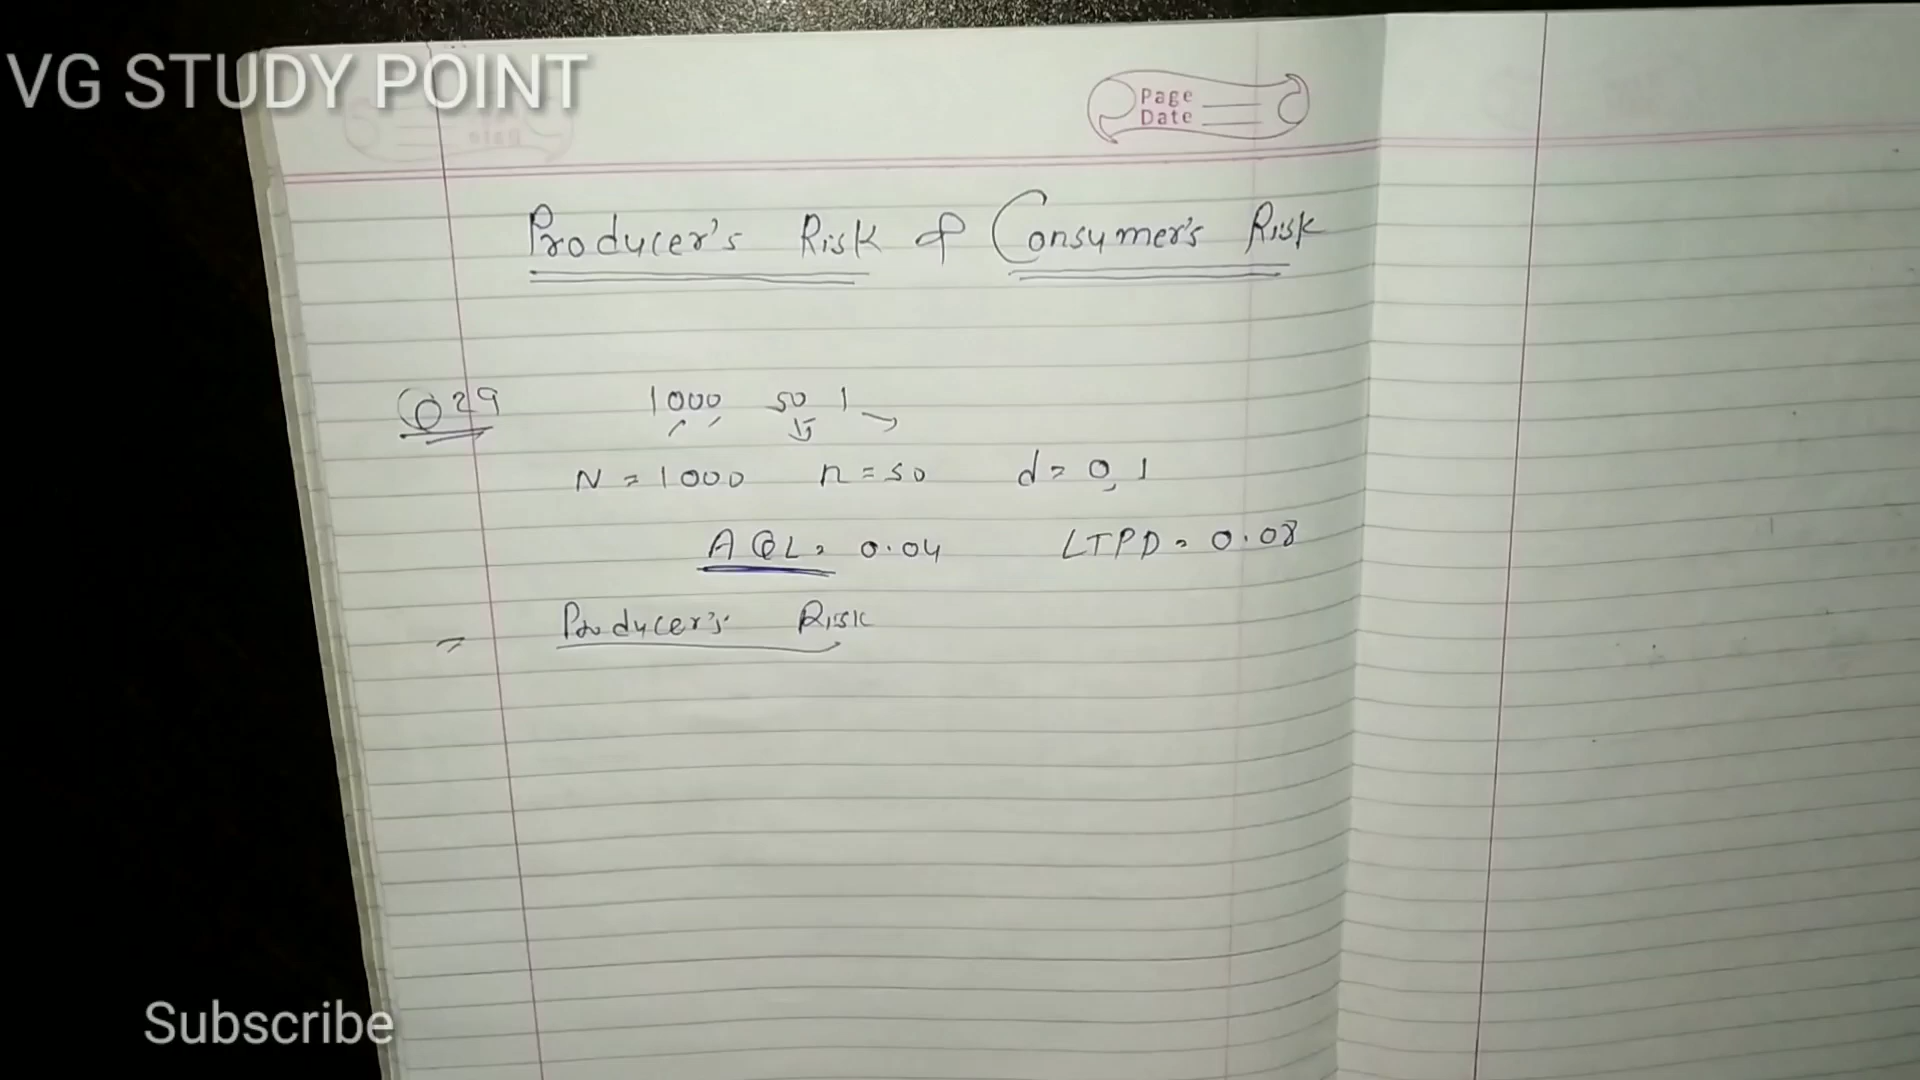 VG STUDY POINT
Page
Date
Producer's Risk & Consumer's Risk
Q 29 1000 50 1
N = 1000 n = 50 d = 0, 1
AQL = 0.04 LTPD = 0.08
= Producer's Risk
Subscribe